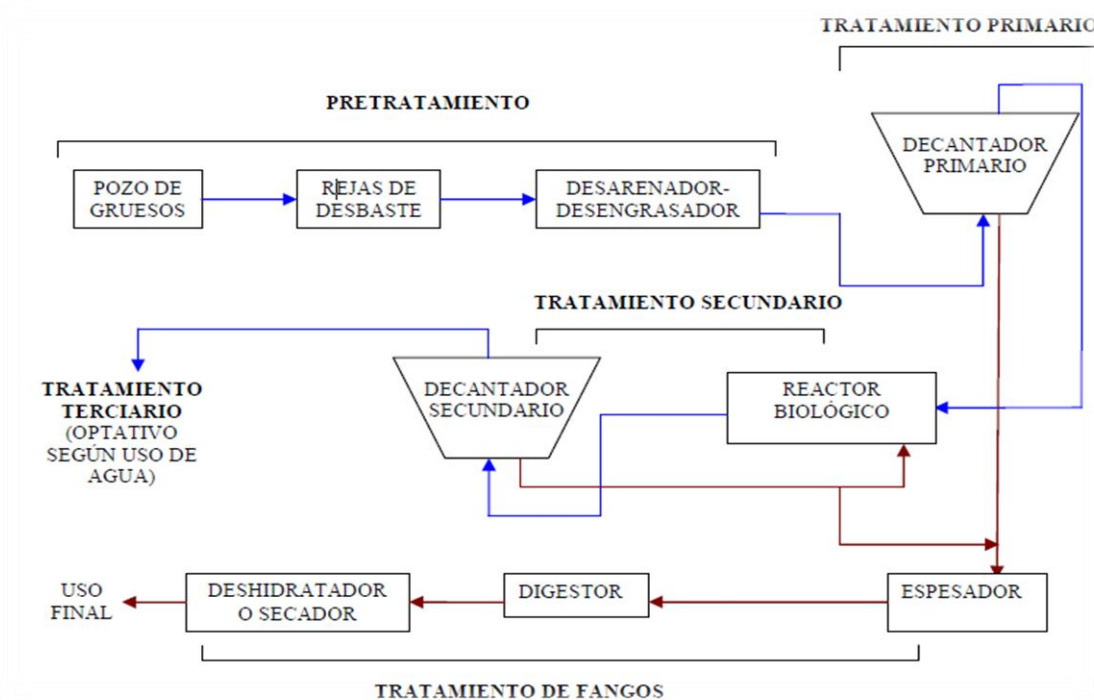 TRATAMIENTO PRIMARIO
PRETRATAMIENTO
DECANTADOR
PRIMARIO
POZO DE
GRUESOS
REJAS DE
DESBASTE
DESARENADOR-
DESENGRASADOR
TRATAMIENTO SECUNDARIO
TRATAMIENTO
TERCIARIO
(OPTATIVO
SEGÚN USO DE
AGUA)
DECANTADOR
SECUNDARIO
REACTOR
BIOLÓGICO
USO
FINAL
DESHIDRATADOR
O SECADOR
DIGESTOR
ESPESADOR
TRATAMIENTO DE FANGOS